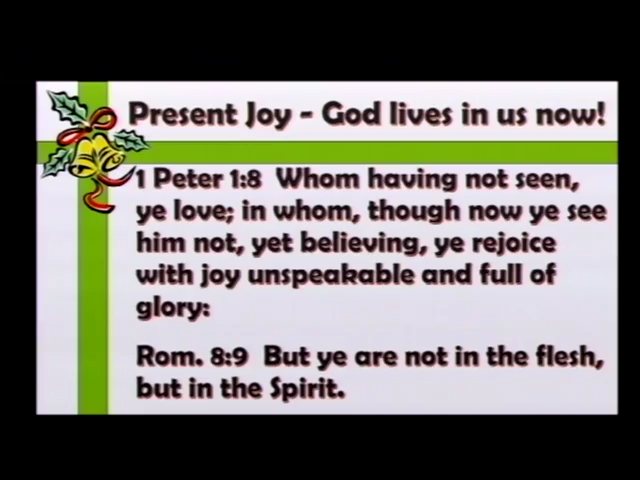 Present Joy - God lives in us now!
1 Peter 1:8 Whom having not seen,
ye love; in whom, though now ye see
him not, yet believing, ye rejoice
with joy unspeakable and full of
glory:
Rom. 8:9 But ye are not in the flesh,
but in the Spirit.